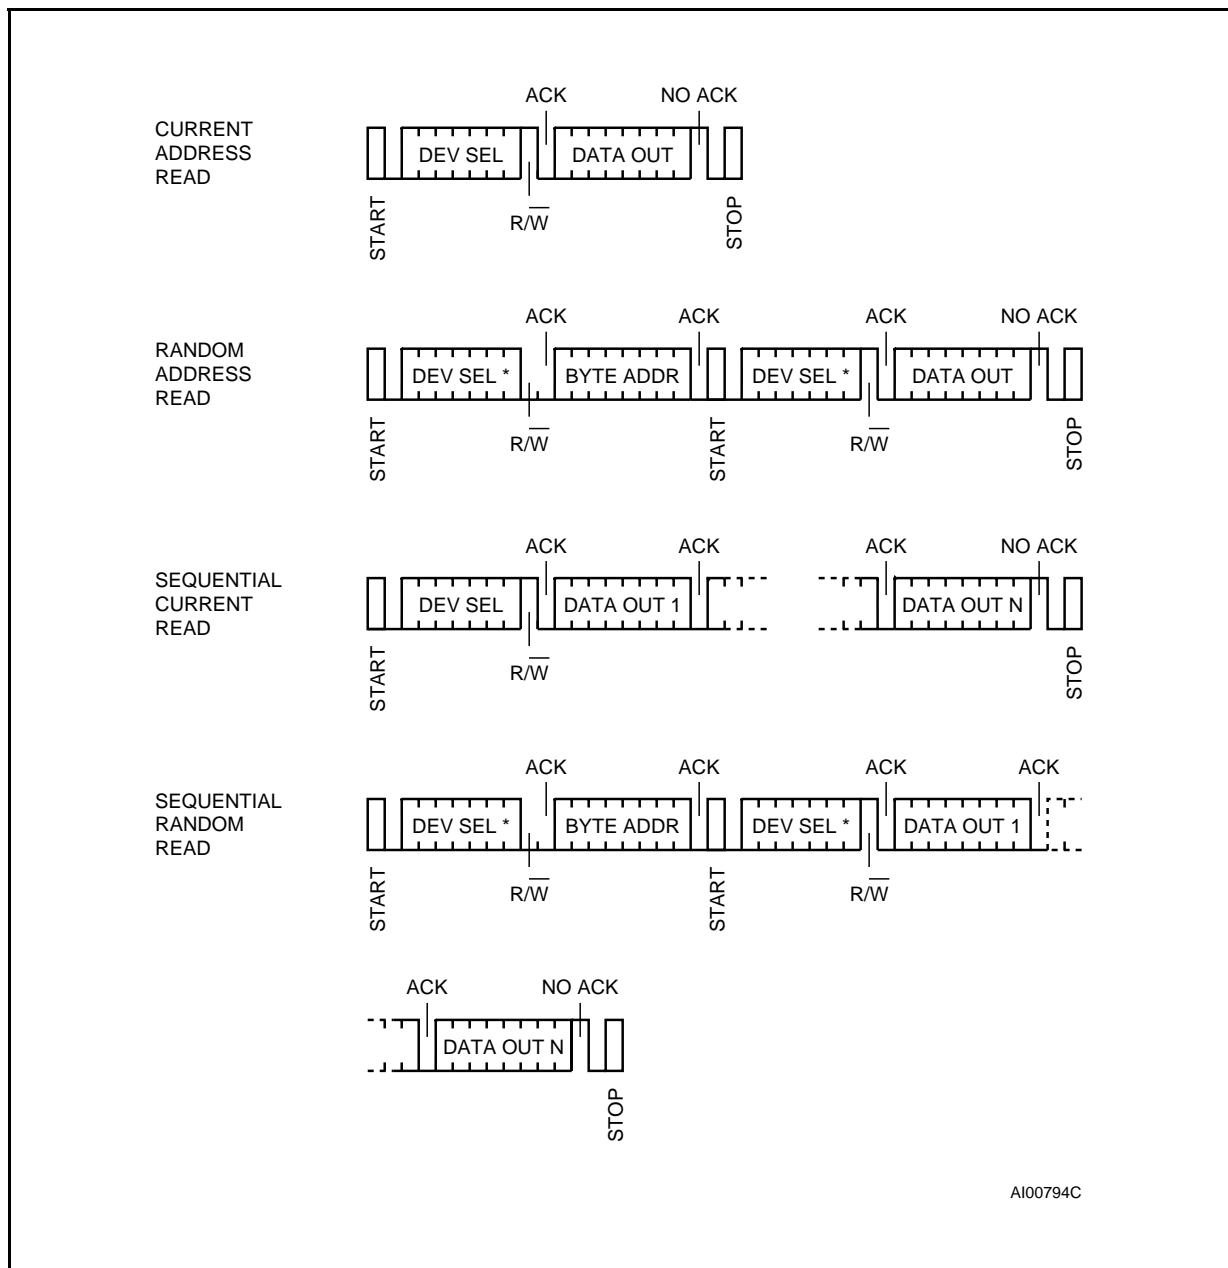 ACK NO ACK
CURRENT
ADDRESS
READ
DEV SEL DATA OUT
START R/W̅ STOP
ACK ACK ACK NO ACK
RANDOM
ADDRESS
READ
DEV SEL * BYTE ADDR DEV SEL * DATA OUT
START R/W̅ START R/W̅ STOP
ACK ACK ACK NO ACK
SEQUENTIAL
CURRENT
READ
DEV SEL DATA OUT 1 DATA OUT N
START R/W̅ STOP
ACK ACK ACK ACK
SEQUENTIAL
RANDOM
READ
DEV SEL * BYTE ADDR DEV SEL * DATA OUT 1
START R/W̅ START R/W̅
ACK NO ACK
DATA OUT N
STOP
AI00794C